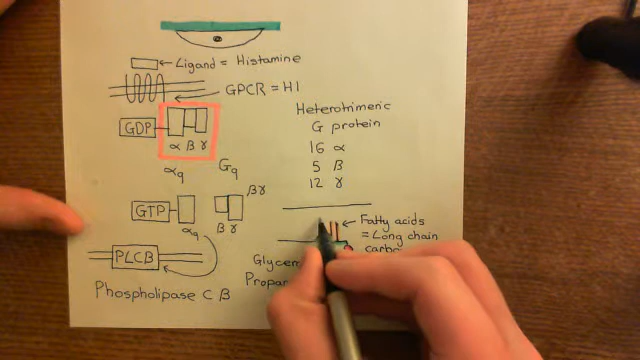 Ligand = Histamine
GPCR = H1
GDP
α β γ
αq
Gq
Heterotrimeric
G protein
16 α
5 β
12 γ
GTP
αq
β γ
βγ
PLCβ
Phospholipase C β
Fatty acids
= Long chain